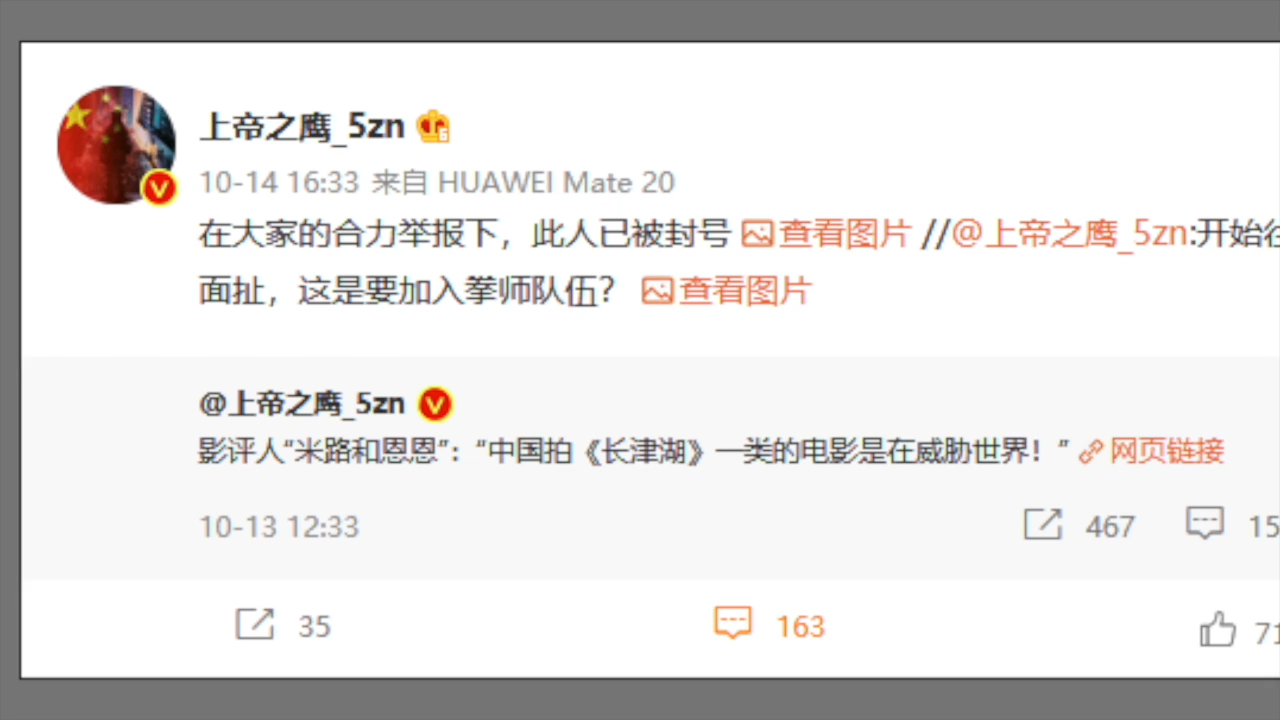 上帝之鹰_5zn
10-14 16:33 来自 HUAWEI Mate 20
在大家的合力举报下，此人已被封号 查看图片 //@上帝之鹰_5zn:开始往
面扯，这是要加入拳师队伍？ 查看图片
@上帝之鹰_5zn
影评人“米路和恩恩”：“中国拍《长津湖》一类的电影是在威胁世界！” 网页链接
10-13 12:33 467 15
35 163 71